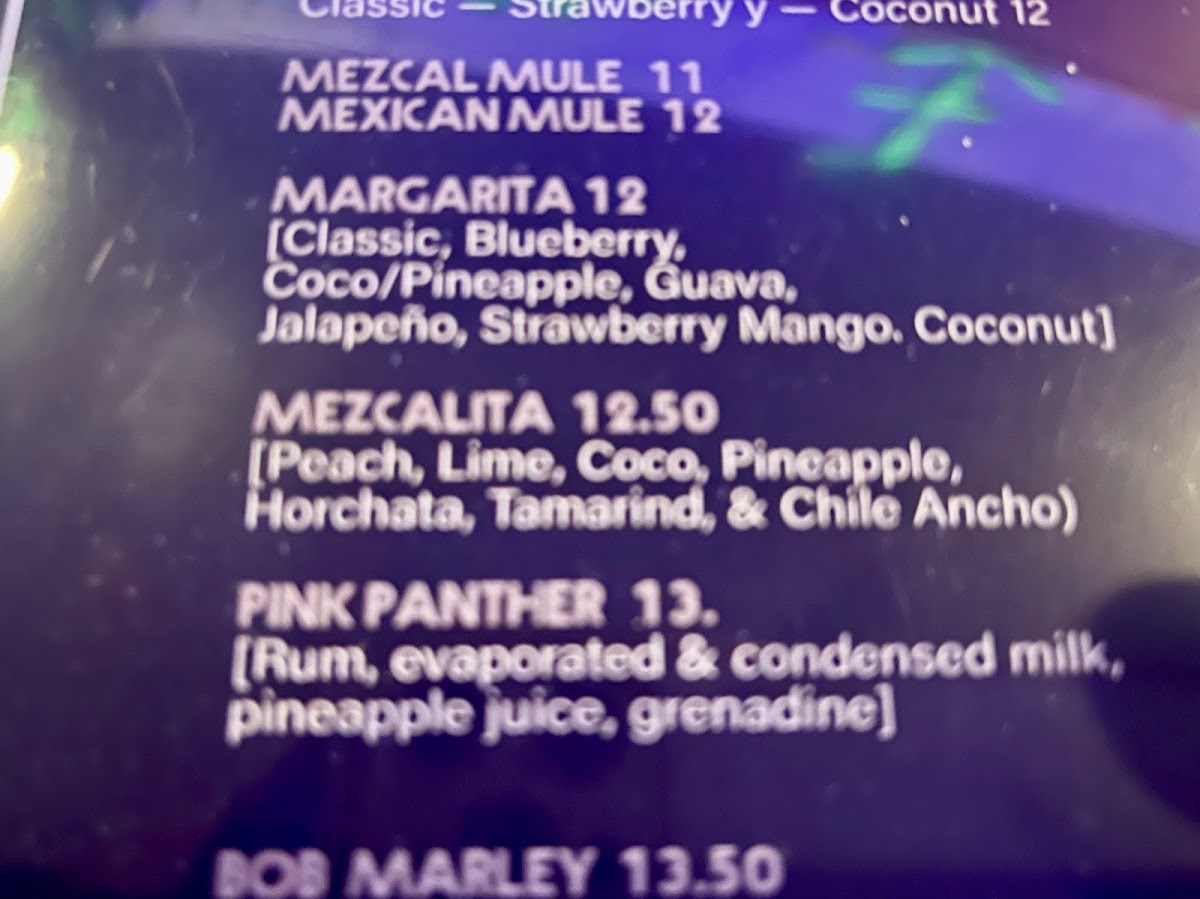 Classic — Strawberry y — Coconut 12
MEZCAL MULE 11
MEXICAN MULE 12
MARGARITA 12
[Classic, Blueberry,
Coco/Pineapple, Guava,
Jalapeño, Strawberry Mango. Coconut]
MEZCALITA 12.50
[Peach, Lime, Coco, Pineapple,
Horchata, Tamarind, & Chile Ancho)
PINK PANTHER 13.
[Rum, evaporated & condensed milk,
pineapple juice, grenadine]
BOB MARLEY 13.50